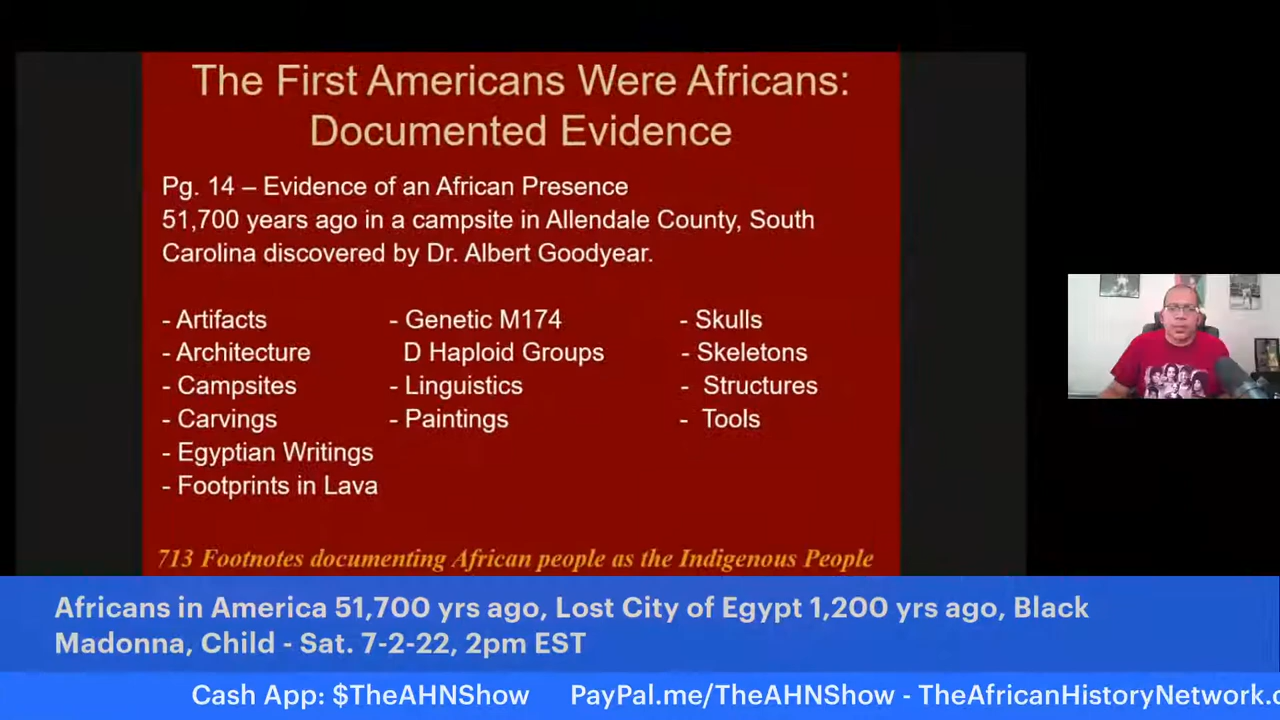 The First Americans Were Africans:
Documented Evidence
Pg. 14 – Evidence of an African Presence
51,700 years ago in a campsite in Allendale County, South
Carolina discovered by Dr. Albert Goodyear.
- Artifacts
- Architecture
- Campsites
- Carvings
- Egyptian Writings
- Footprints in Lava
- Genetic M174
D Haploid Groups
- Linguistics
- Paintings
- Skulls
- Skeletons
- Structures
- Tools
713 Footnotes documenting African people as the Indigenous People
Africans in America 51,700 yrs ago, Lost City of Egypt 1,200 yrs ago, Black
Madonna, Child - Sat. 7-2-22, 2pm EST
Cash App: $TheAHNShow PayPal.me/TheAHNShow - TheAfricanHistoryNetwork.c